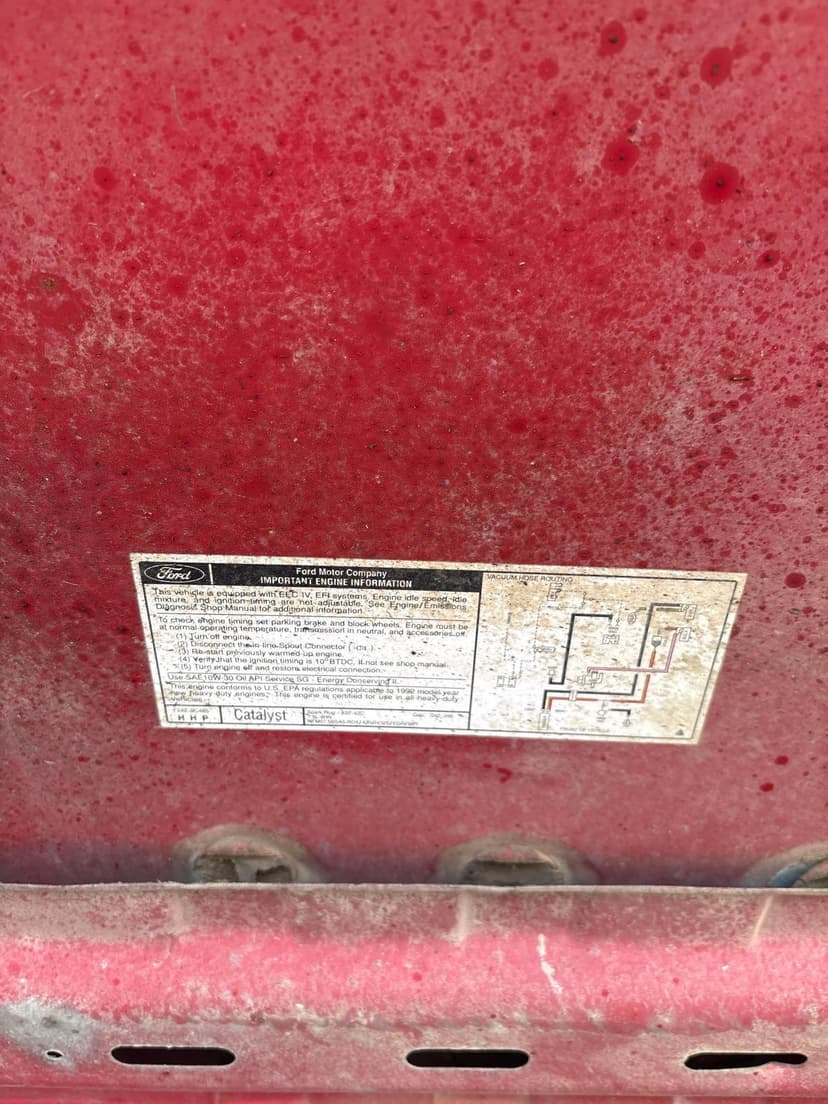 Ford
Ford Motor Company
IMPORTANT ENGINE INFORMATION
This vehicle is equipped with EEC-IV, EFI systems. Engine idle speed, idle
mixture, and ignition timing are not adjustable. See Engine/Emissions
Diagnosis Shop Manual for additional information.
To check engine timing set parking brake and block wheels. Engine must be
at normal operating temperature, transmission in neutral, and accessories off.
(1) Turn off engine.
(2) Disconnect the in-line Spout Connector
(3) Re-start previously warmed-up engine.
(4) Verify that the ignition timing is 10° BTDC. If not see shop manual.
(5) Turn engine off and restore electrical connection.
Use SAE 10W-30 Oil API Service SG - Energy Conserving II.
This engine conforms to U.S. EPA regulations applicable to 1992 model year
new heavy-duty engines. This engine is certified for use in all heavy-duty
HHP
Catalyst
Spark Plug
Gap
VACUUM HOSE ROUTING
FRONT OF VEHICLE